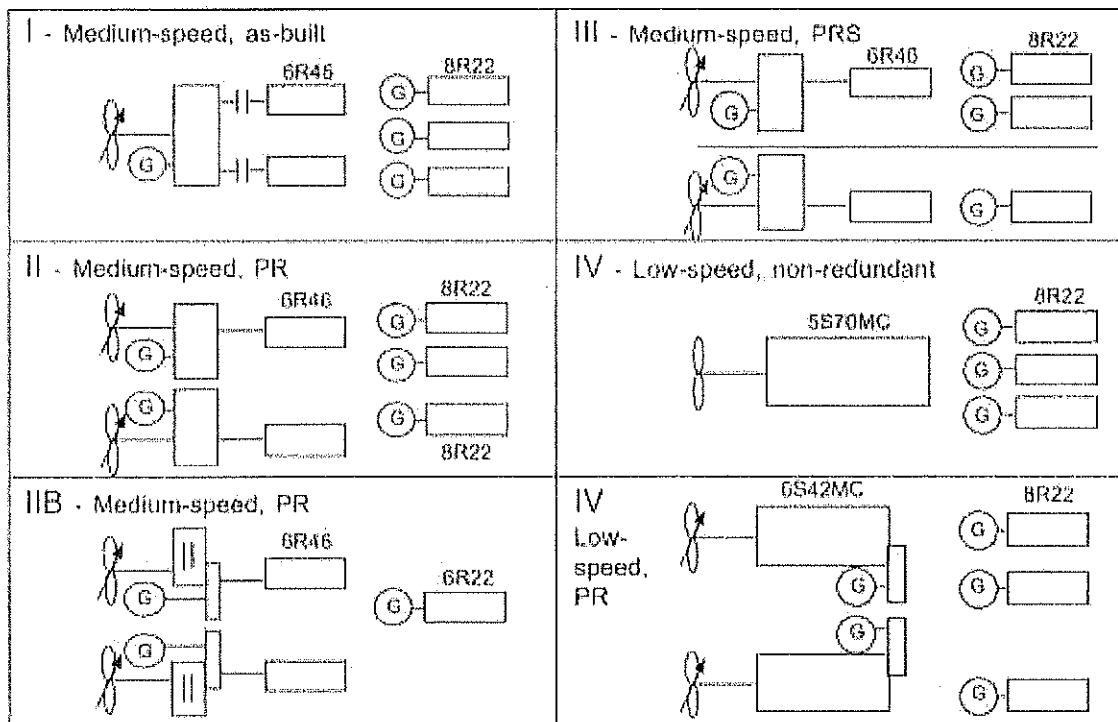 I - Medium-speed, as-built
6R46
8R22
G
G
G
G
II - Medium-speed, PR
6R46
8R22
G
G
G
G
G
8R22
IIB - Medium-speed, PR
6R46
6R22
G
G
G
III - Medium-speed, PRS
6R46
8R22
G
G
G
G
G
IV - Low-speed, non-redundant
5S70MC
8R22
G
G
G
IV
Low-
speed,
PR
6S42MC
8R22
G
G
G
G
G